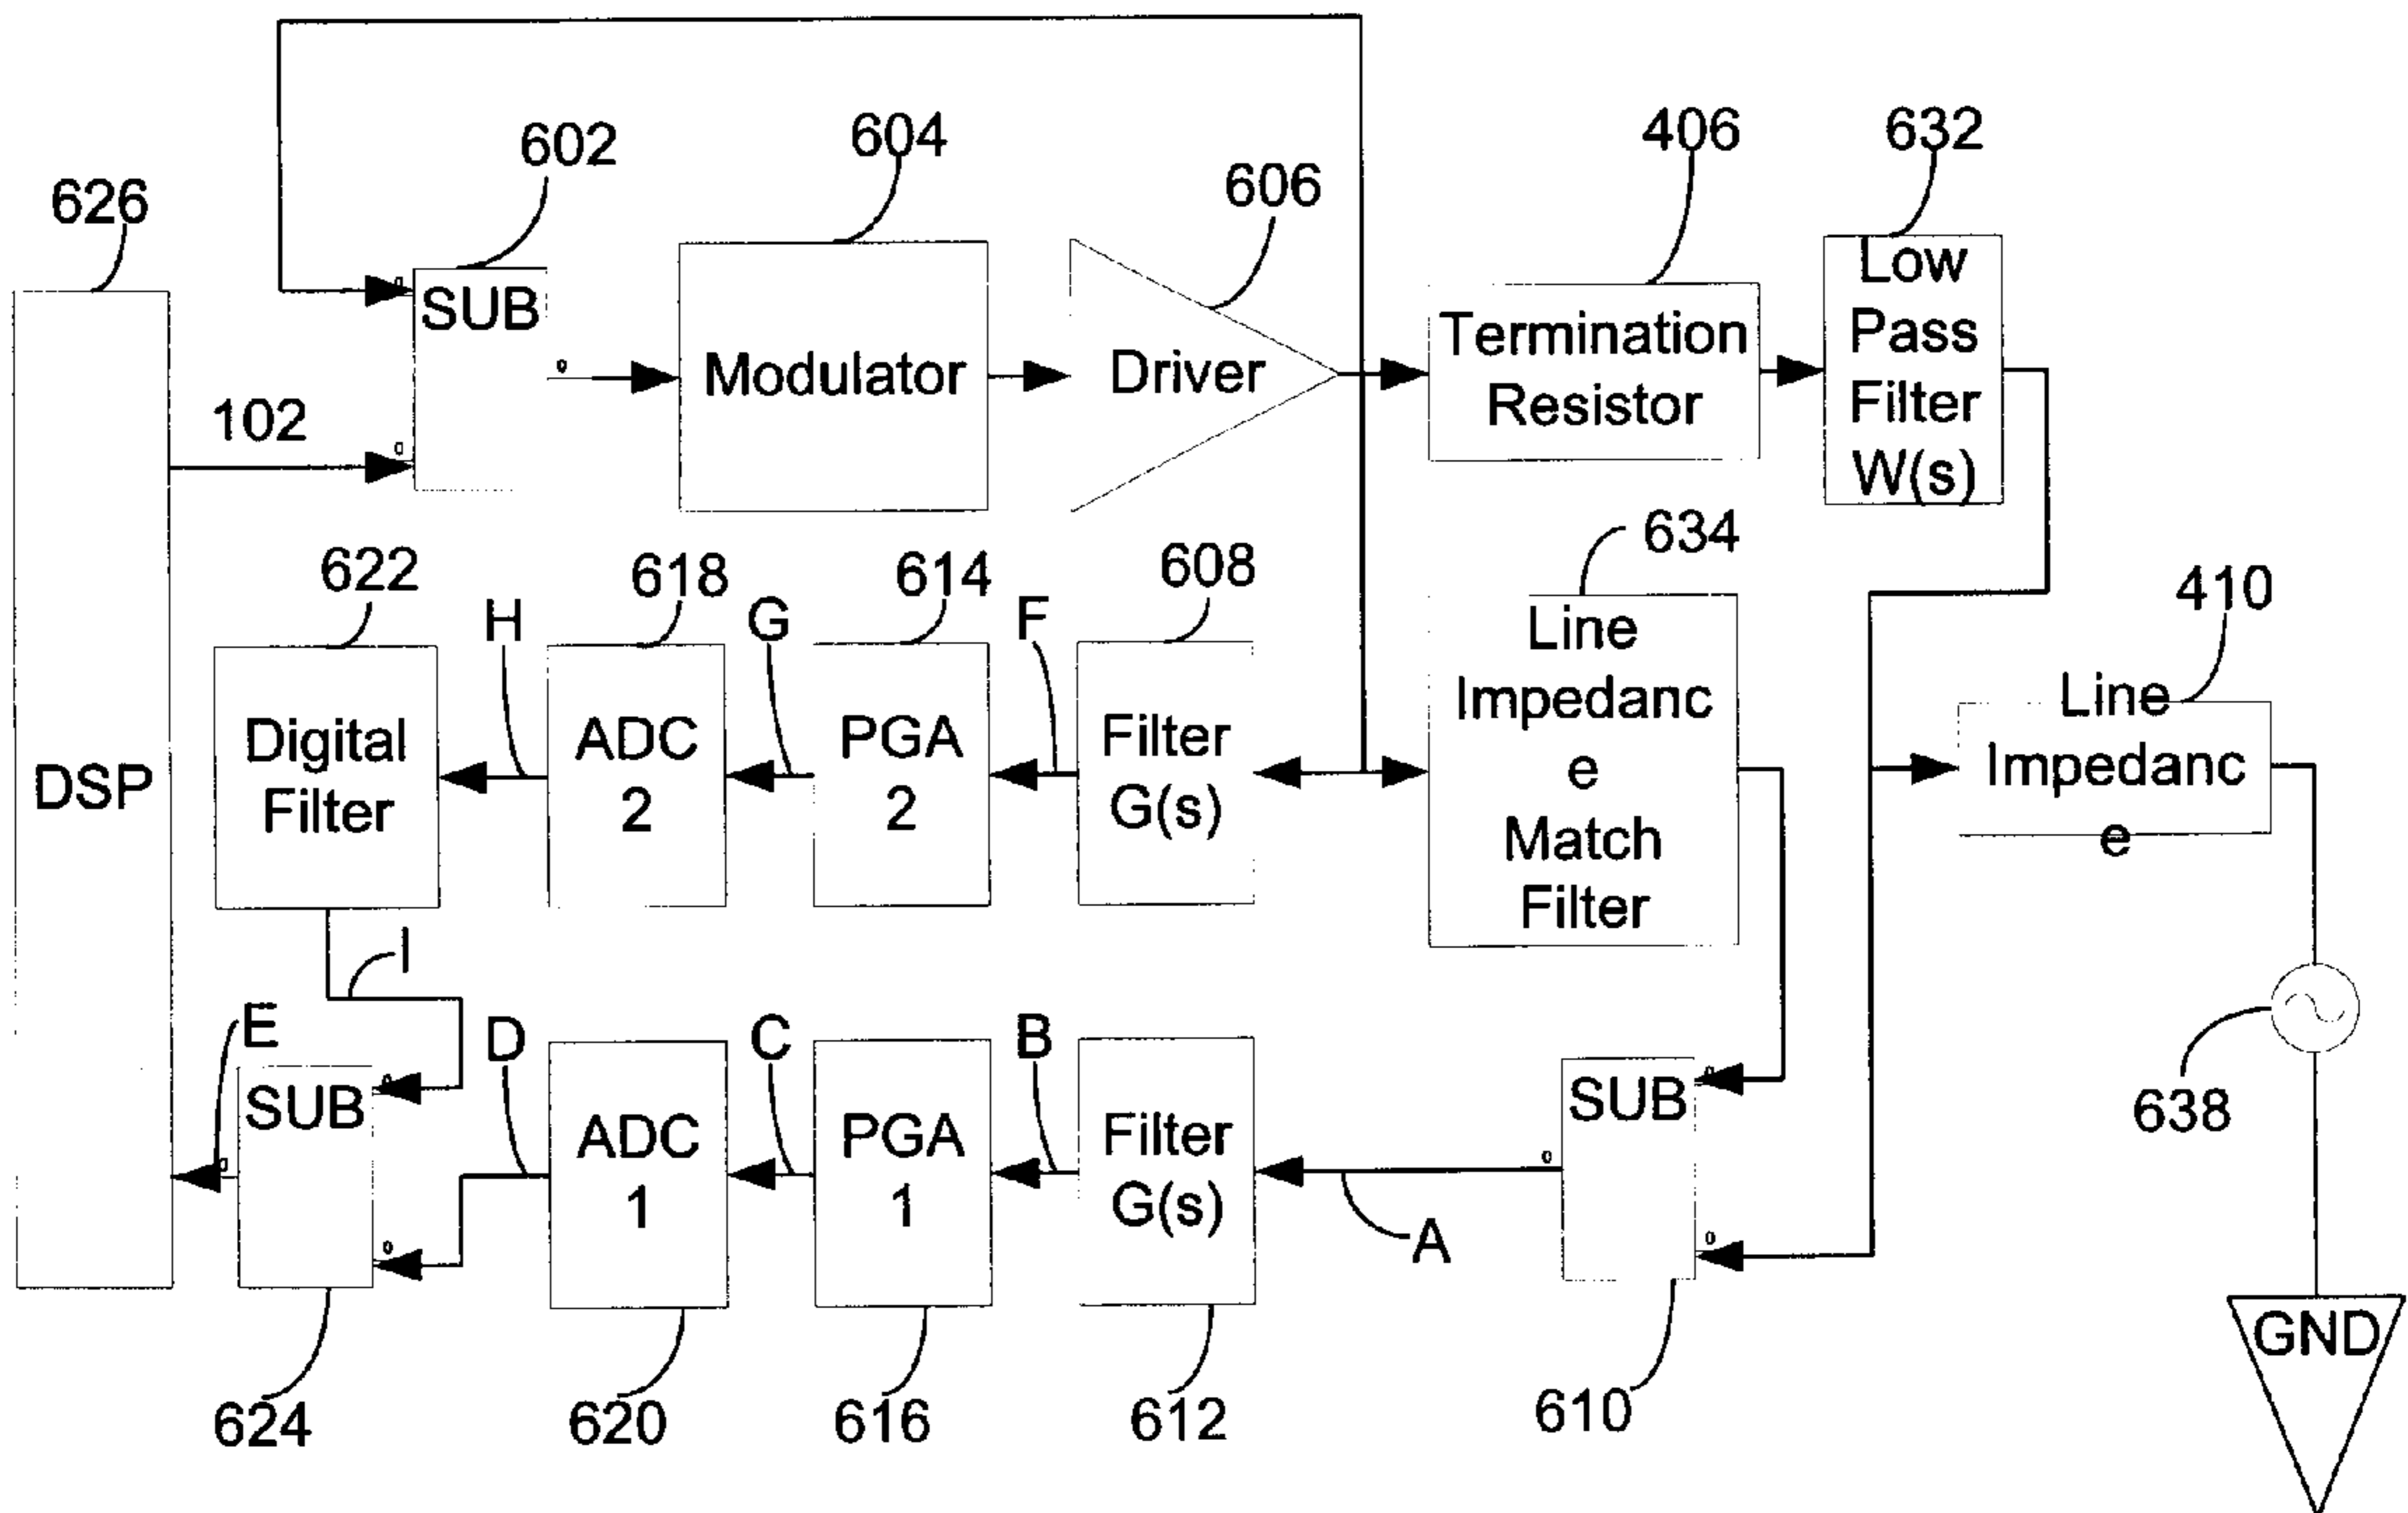 602
604
606
406
632
626
SUB
Modulator
Driver
Termination
Resistor
Low
Pass
Filter
W(s)
102
622
H
618
G
614
F
608
634
410
DSP
Digital
Filter
ADC
2
PGA
2
Filter
G(s)
Line
Impedanc
e
Match
Filter
Line
Impedanc
e
I
E
D
C
B
A
SUB
ADC
1
PGA
1
Filter
G(s)
SUB
638
GND
624
620
616
612
610